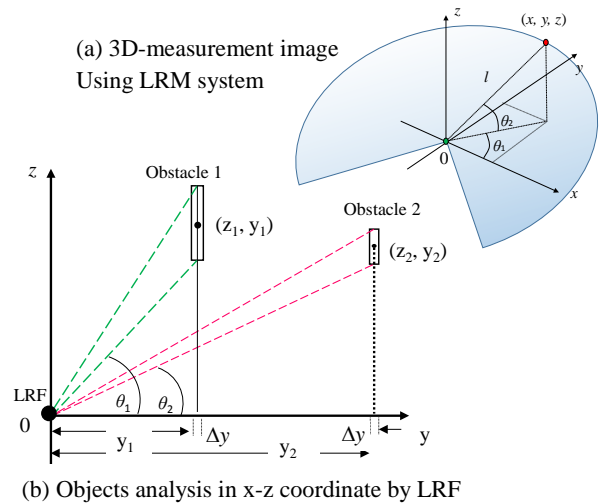 (a) 3D-measurement image
Using LRM system
z
(x, y, z)
y
l
θ₂
θ₁
0
x
z
Obstacle 1
(z₁, y₁)
Obstacle 2
(z₂, y₂)
LRF
0
θ₁
θ₂
y₁
Δy
y₂
Δy
y
(b) Objects analysis in x-z coordinate by LRF